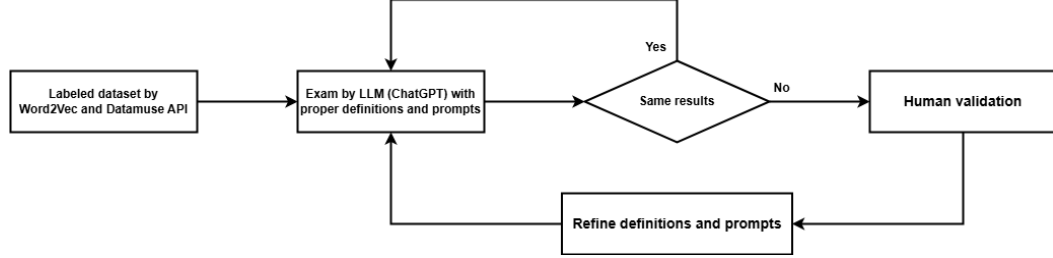 Yes
Labeled dataset by
Word2Vec and Datamuse API
Exam by LLM (ChatGPT) with
proper definitions and prompts
Same results
No
Human validation
Refine definitions and prompts